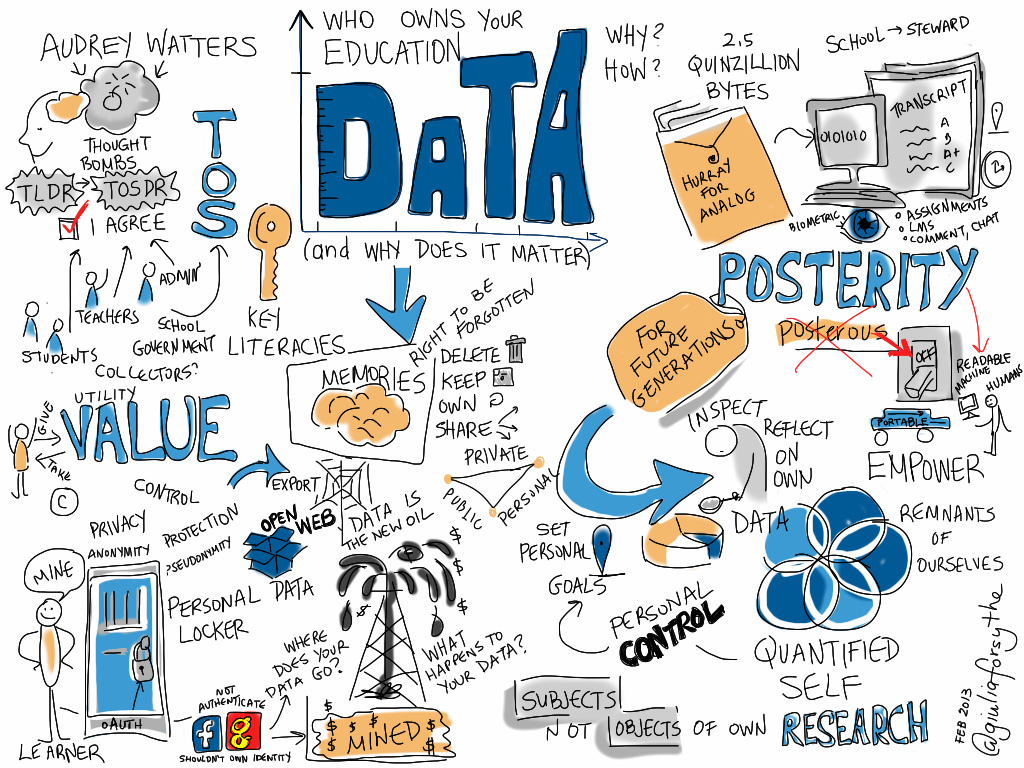 AUDREY WATTERS
THOUGHT
BOMBS
TLDR
TOSDR
I AGREE
TOS
STUDENTS
TEACHERS
ADMIN
SCHOOL
GOVERNMENT
COLLECTORS?
KEY
LITERACIES
WHO OWNS YOUR
EDUCATION
DATA
(and WHY DOES IT MATTER)
WHY?
HOW?
2.5
QUINZILLION
BYTES
HURRAY
FOR
ANALOG
SCHOOL → STEWARD
010101
TRANSCRIPT
A
B
A+
C
BIOMETRIC
ASSIGNMENTS
LMS
COMMENT, CHAT
POSTERITY
POSTEROUS
OFF
READABLE
MACHINE
HUMANS
PORTABLE
EMPOWER
FOR
FUTURE
GENERATIONS
RIGHT TO BE
FORGOTTEN
DELETE
KEEP
OWN
SHARE
MEMORIES
PRIVATE
PUBLIC
PERSONAL
UTILITY
VALUE
GIVE
TAKE
©
CONTROL
PRIVACY
ANONYMITY
PROTECTION
PSEUDONYMITY
EXPORT
OPEN WEB
DATA IS
THE NEW OIL
MINE
PERSONAL DATA
LOCKER
OAUTH
LEARNER
NOT
AUTHENTICATE
f
g
SHOULDN'T OWN IDENTITY
WHERE
DOES YOUR
DATA GO?
WHAT
HAPPENS TO
YOUR DATA?
$ $ $ $ $ $
MINED
INSPECT
REFLECT
ON
OWN
DATA
SET
PERSONAL
GOALS
PERSONAL
CONTROL
REMNANTS
OF
OURSELVES
QUANTIFIED
SELF
SUBJECTS
NOT OBJECTS OF OWN RESEARCH
FEB 2013
@giuliaforsythe